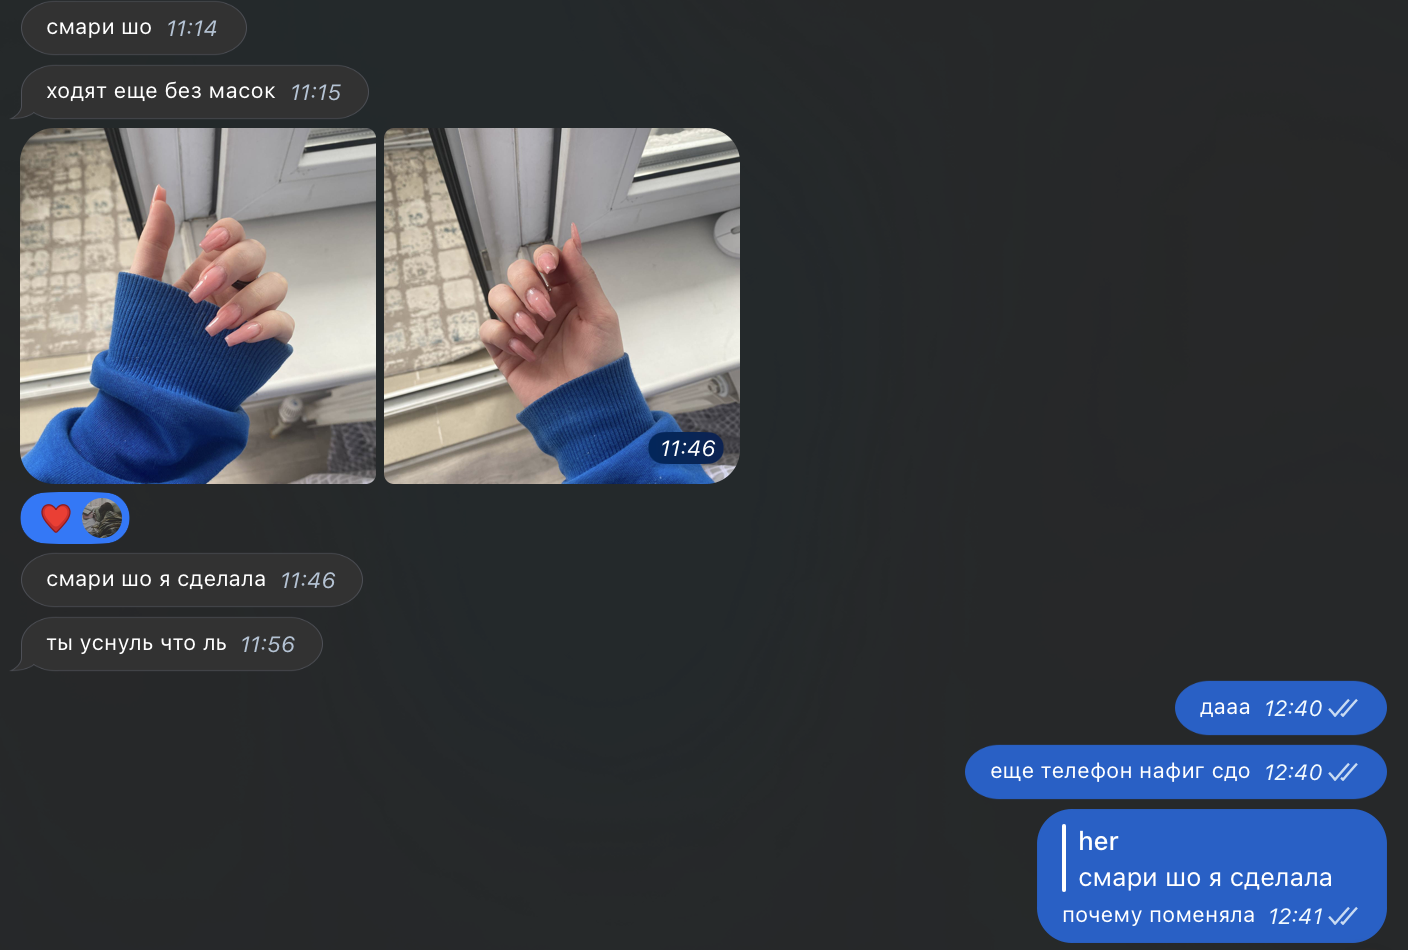 смари шо 11:14
ходят еще без масок 11:15
11:46
смари шо я сделала 11:46
ты уснуль что ль 11:56
дааа 12:40
еще телефон нафиг сдо 12:40
her
смари шо я сделала
почему поменяла 12:41